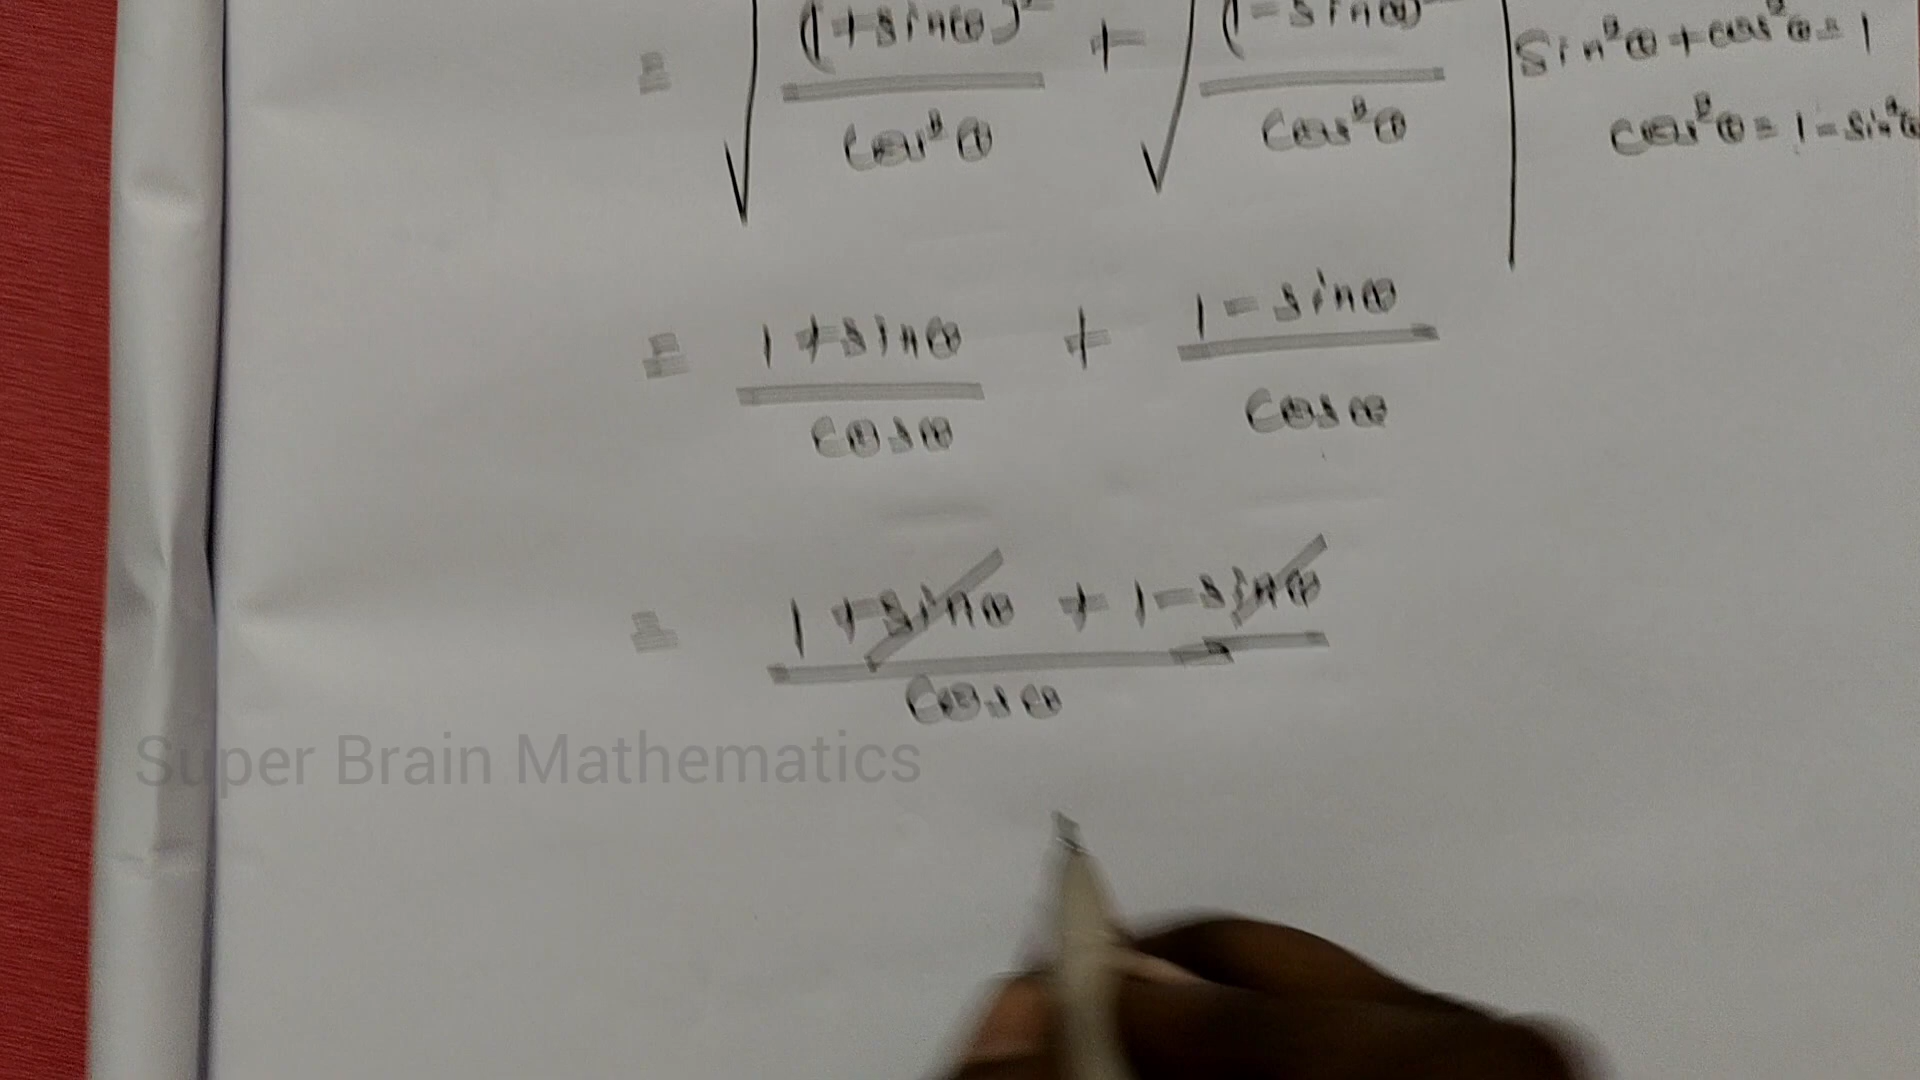 = √(1+sinθ)²/cos²θ + √(1-sinθ)/cos²θ | sin²θ + cos²θ = 1
cos²θ = 1 - sin²θ
= 1+sinθ/cosθ + 1-sinθ/cosθ
= 1+sinθ + 1-sinθ/cosθ
Super Brain Mathematics